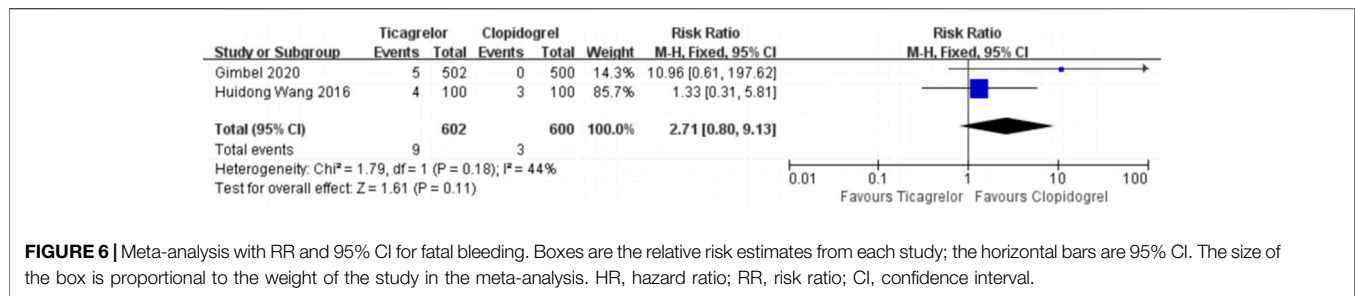 Ticagrelor Clopidogrel Risk Ratio Risk Ratio
Study or Subgroup Events Total Events Total Weight M-H, Fixed, 95% CI M-H, Fixed, 95% CI
Gimbel 2020 5 502 0 500 14.3% 10.96 [0.61, 197.62]
Huidong Wang 2016 4 100 3 100 85.7% 1.33 [0.31, 5.81]
Total (95% CI) 602 600 100.0% 2.71 [0.80, 9.13]
Total events 9 3
Heterogeneity: Chi² = 1.79, df = 1 (P = 0.18); I² = 44%
Test for overall effect: Z = 1.61 (P = 0.11)
0.01 0.1 1 10 100
Favours Ticagrelor Favours Clopidogrel
FIGURE 6 | Meta-analysis with RR and 95% CI for fatal bleeding. Boxes are the relative risk estimates from each study; the horizontal bars are 95% CI. The size of
the box is proportional to the weight of the study in the meta-analysis. HR, hazard ratio; RR, risk ratio; CI, confidence interval.